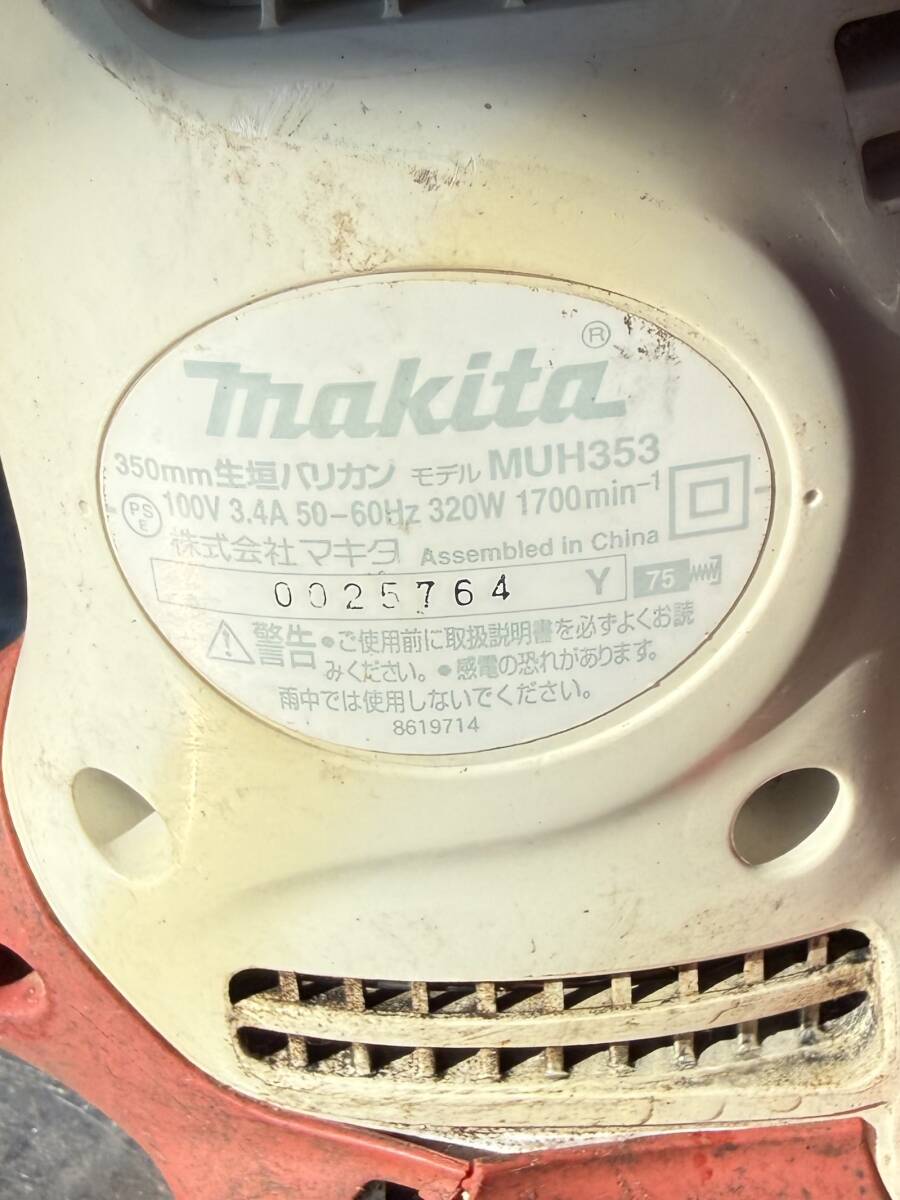 makita®
350mm生垣バリカン モデル MUH353
PS E 100V 3.4A 50-60Hz 320W 1700min⁻¹
株式会社マキタ Assembled in China
0025764 Y 75
警告 ●ご使用前に取扱説明書を必ずよくお読
みください。●感電の恐れがあります。
雨中では使用しないでください。
8619714